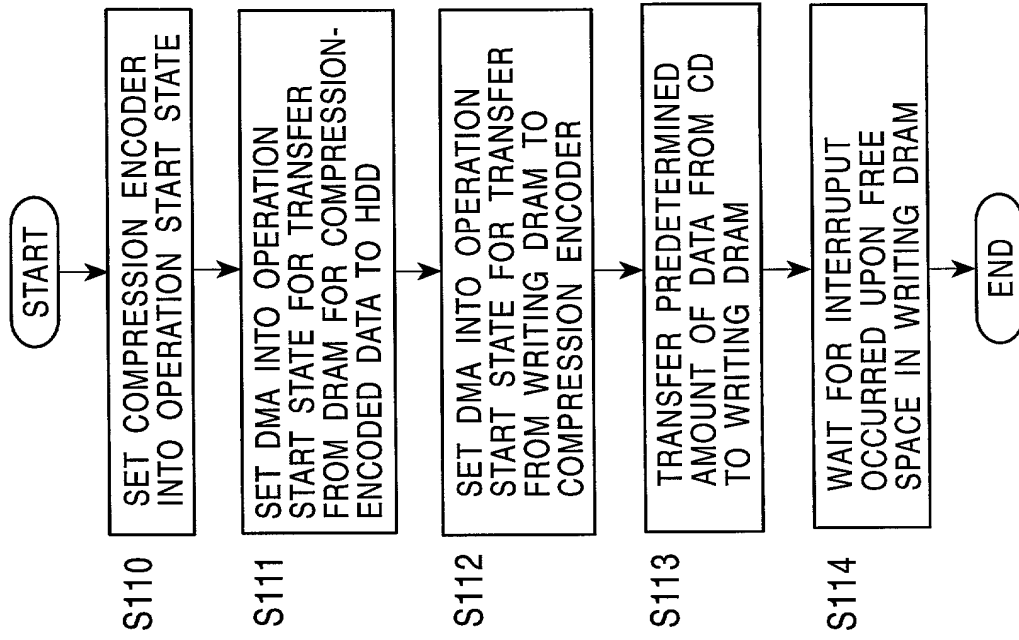 START
S110
SET COMPRESSION ENCODER
INTO OPERATION START STATE
S111
SET DMA INTO OPERATION
START STATE FOR TRANSFER
FROM DRAM FOR COMPRESSION-
ENCODED DATA TO HDD
S112
SET DMA INTO OPERATION
START STATE FOR TRANSFER
FROM WRITING DRAM TO
COMPRESSION ENCODER
S113
TRANSFER PREDETERMINED
AMOUNT OF DATA FROM CD
TO WRITING DRAM
S114
WAIT FOR INTERRUPUT
OCCURRED UPON FREE
SPACE IN WRITING DRAM
END